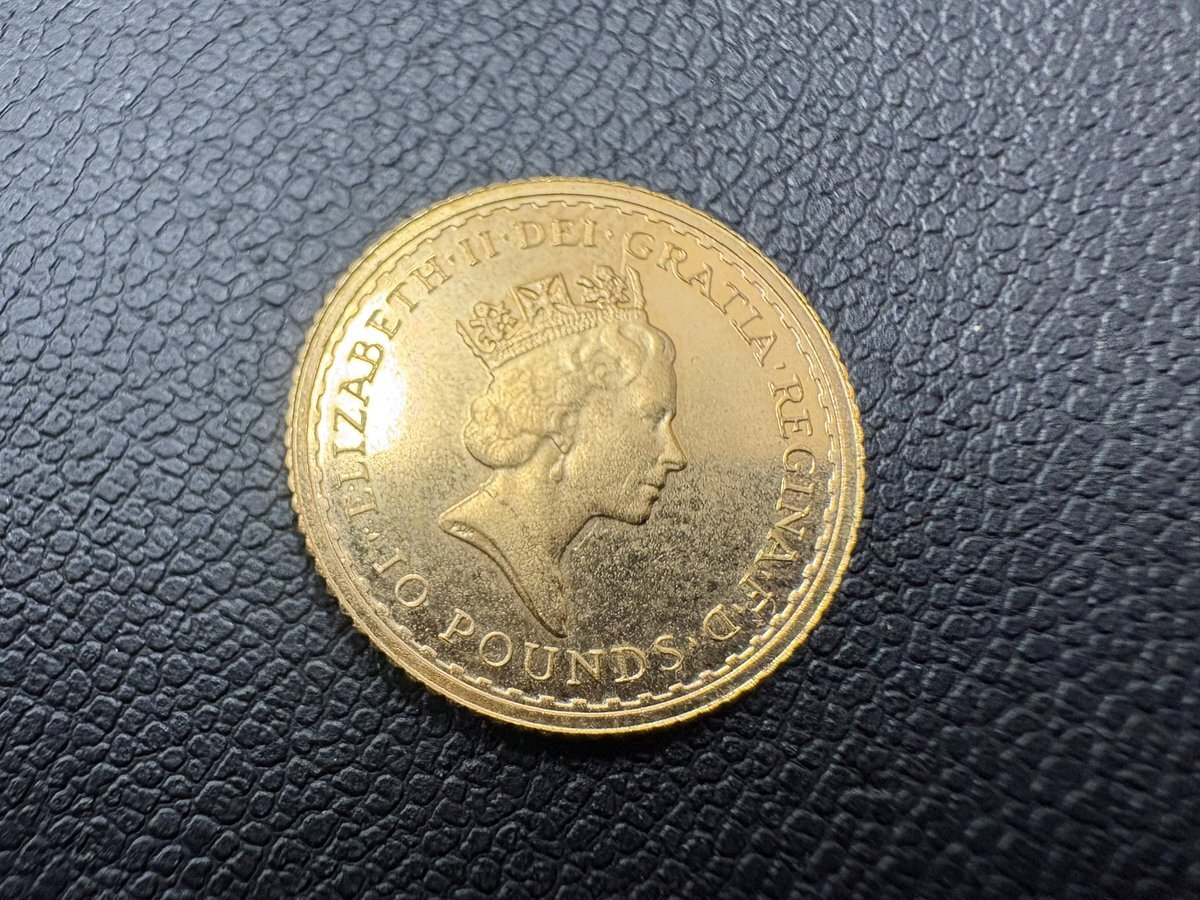 ELIZABETH·II·DEI·GRATIA·REGINA·F·D·
10 POUNDS·